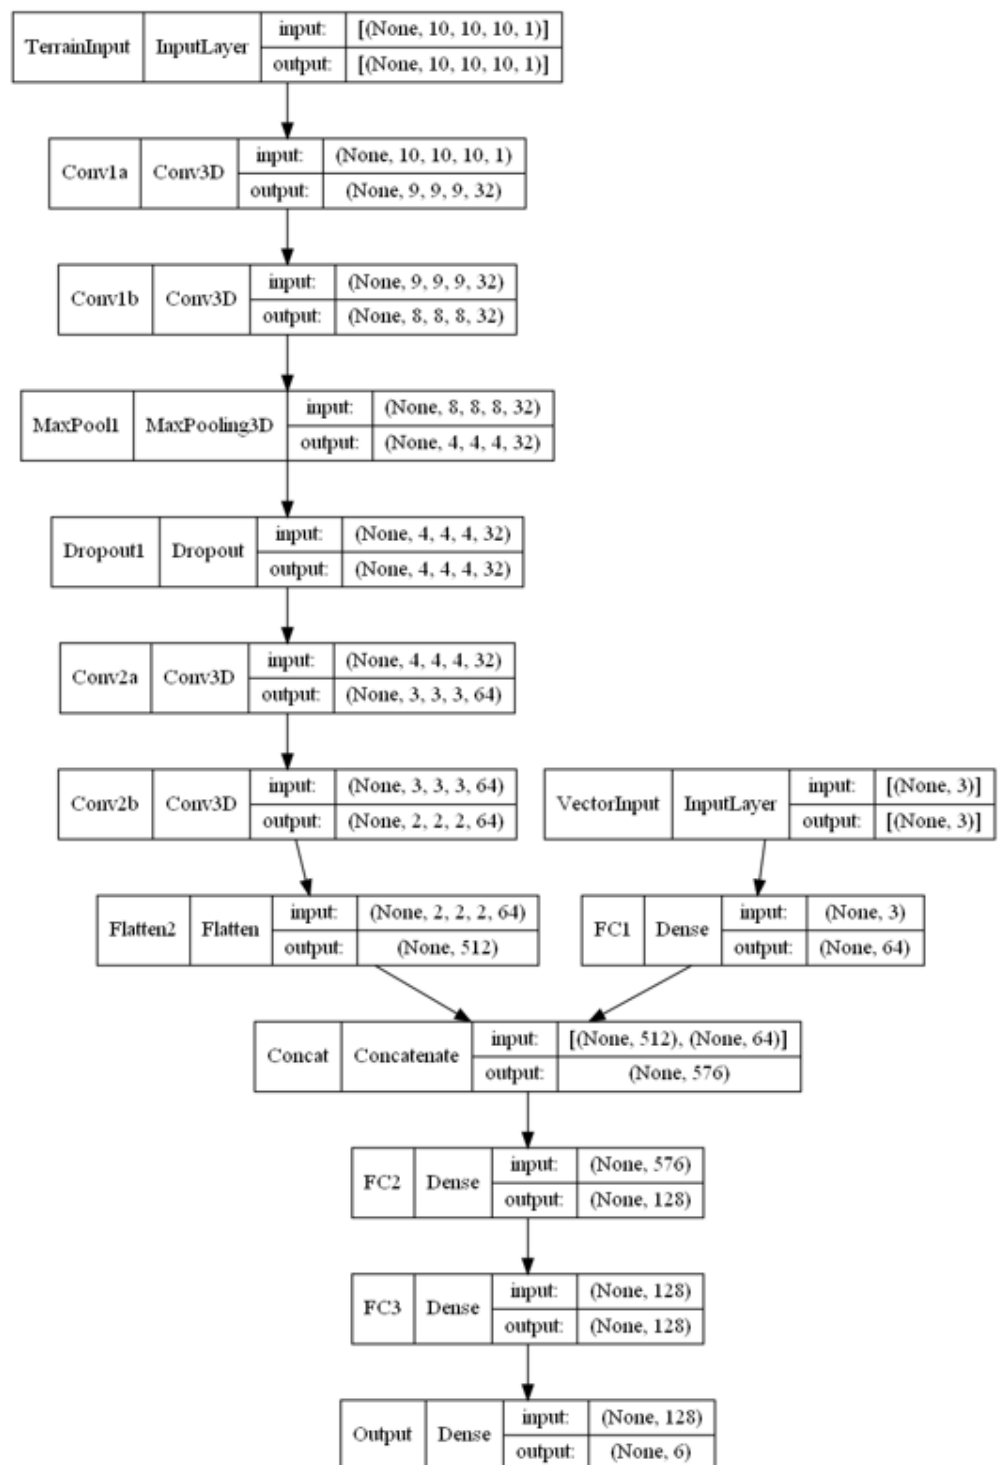 TerrainInput InputLayer input: [(None, 10, 10, 10, 1)]
output: [(None, 10, 10, 10, 1)]
Conv1a Conv3D input: (None, 10, 10, 10, 1)
output: (None, 9, 9, 9, 32)
Conv1b Conv3D input: (None, 9, 9, 9, 32)
output: (None, 8, 8, 8, 32)
MaxPool1 MaxPooling3D input: (None, 8, 8, 8, 32)
output: (None, 4, 4, 4, 32)
Dropout1 Dropout input: (None, 4, 4, 4, 32)
output: (None, 4, 4, 4, 32)
Conv2a Conv3D input: (None, 4, 4, 4, 32)
output: (None, 3, 3, 3, 64)
Conv2b Conv3D input: (None, 3, 3, 3, 64)
output: (None, 2, 2, 2, 64)
VectorInput InputLayer input: [(None, 3)]
output: [(None, 3)]
Flatten2 Flatten input: (None, 2, 2, 2, 64)
output: (None, 512)
FC1 Dense input: (None, 3)
output: (None, 64)
Concat Concatenate input: [(None, 512), (None, 64)]
output: (None, 576)
FC2 Dense input: (None, 576)
output: (None, 128)
FC3 Dense input: (None, 128)
output: (None, 128)
Output Dense input: (None, 128)
output: (None, 6)